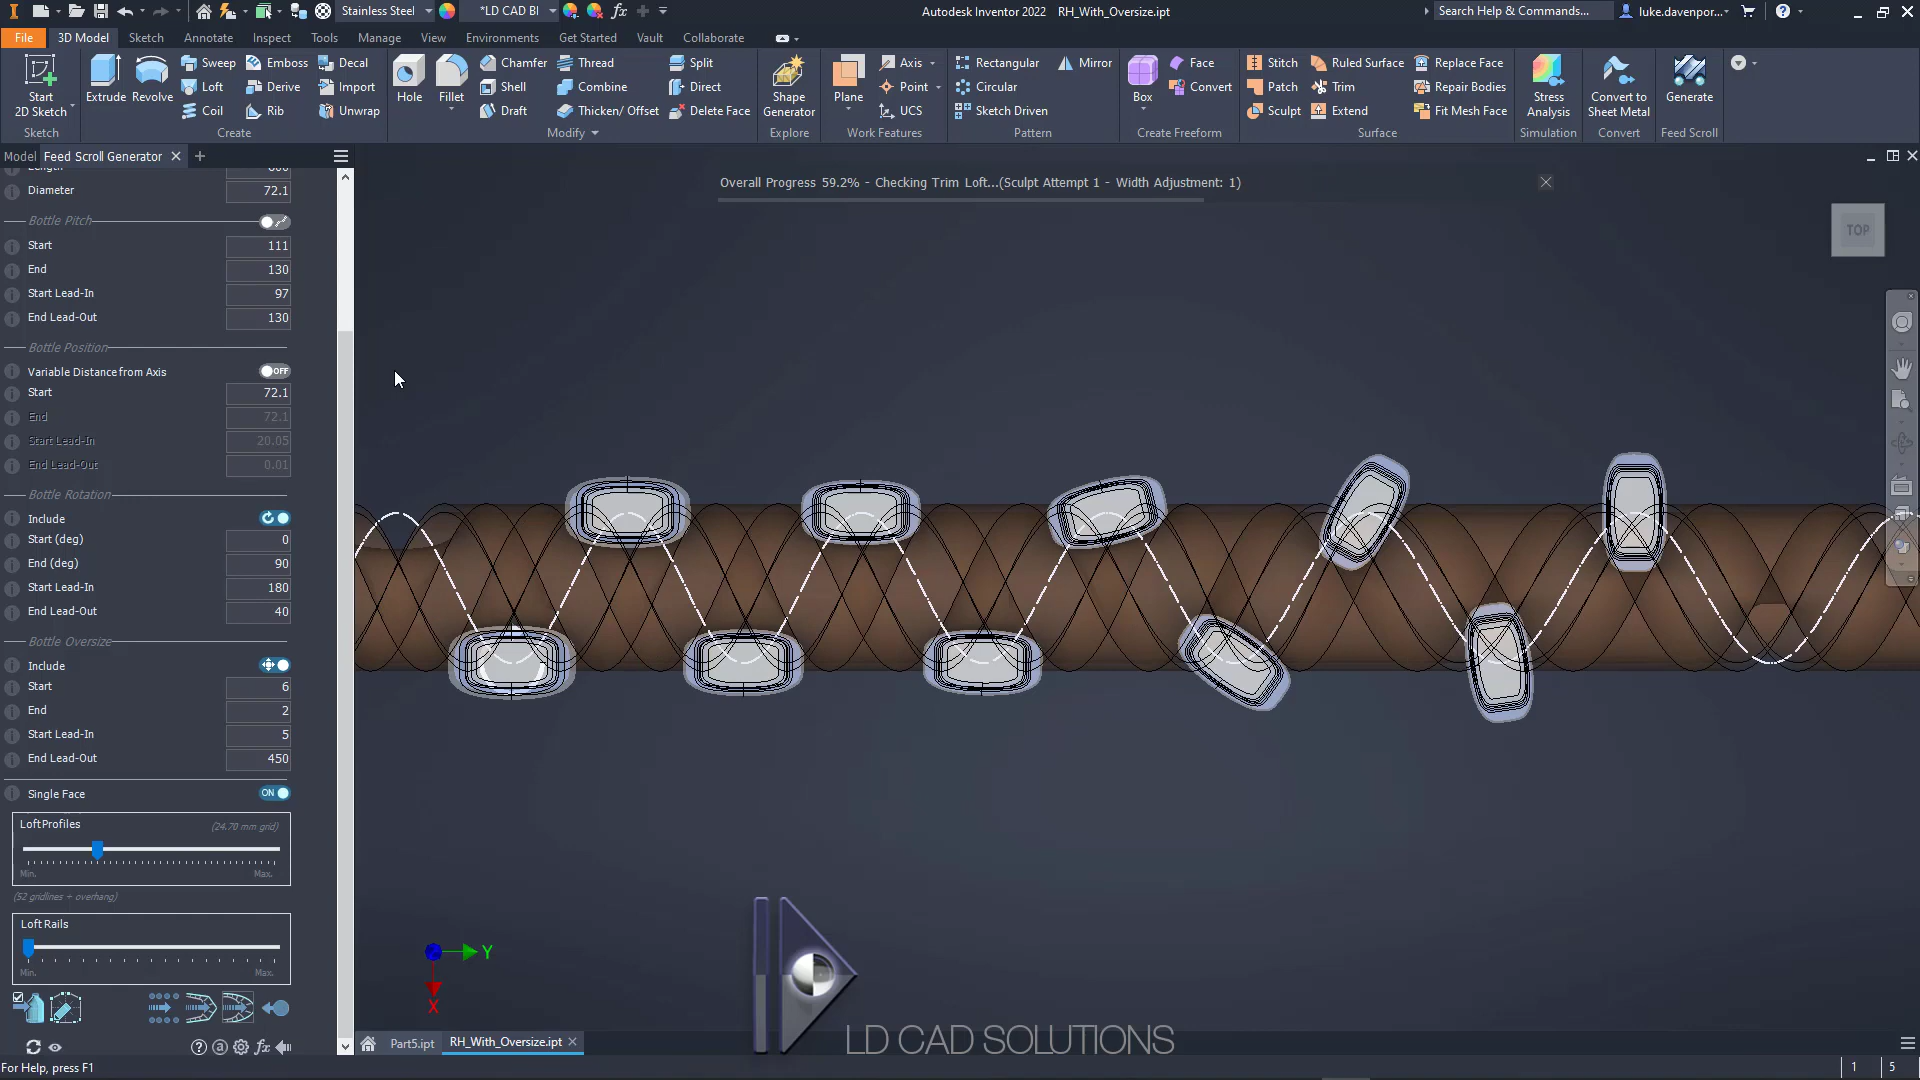 Stainless Steel
*LD CAD BI
Autodesk Inventor 2022 RH_With_Oversize.ipt
Search Help & Commands...
luke.davenpor...
File 3D Model Sketch Annotate Inspect Tools Manage View Environments Get Started Vault Collaborate
Start
2D Sketch
Sketch
Extrude
Revolve
Sweep
Loft
Coil
Emboss
Derive
Rib
Decal
Import
Unwrap
Create
Hole
Fillet
Chamfer
Shell
Draft
Thread
Combine
Thicken/ Offset
Split
Direct
Delete Face
Modify
Shape
Generator
Explore
Plane
Axis
Point
UCS
Work Features
Rectangular
Circular
Sketch Driven
Mirror
Pattern
Box
Face
Convert
Create Freeform
Stitch
Patch
Sculpt
Ruled Surface
Trim
Extend
Replace Face
Repair Bodies
Fit Mesh Face
Surface
Stress
Analysis
Simulation
Convert to
Sheet Metal
Convert
Generate
Feed Scroll
Model Feed Scroll Generator
Diameter 72.1
Bottle Pitch
Start 111
End 130
Start Lead-In 97
End Lead-Out 130
Bottle Position
Variable Distance from Axis OFF
Start 72.1
End 72.1
Start Lead-In 20.05
End Lead-Out 0.01
Bottle Rotation
Include
Start (deg) 0
End (deg) 90
Start Lead-In 180
End Lead-Out 40
Bottle Oversize
Include
Start 6
End 2
Start Lead-In 5
End Lead-Out 450
Single Face ON
Loft Profiles (24.70 mm grid)
Min. Max.
(52 gridlines + overhang)
Loft Rails
Min. Max.
Overall Progress 59.2% - Checking Trim Loft...(Sculpt Attempt 1 - Width Adjustment: 1)
TOP
Y
X
LD CAD SOLUTIONS
Part5.ipt RH_With_Oversize.ipt
For Help, press F1
1 5